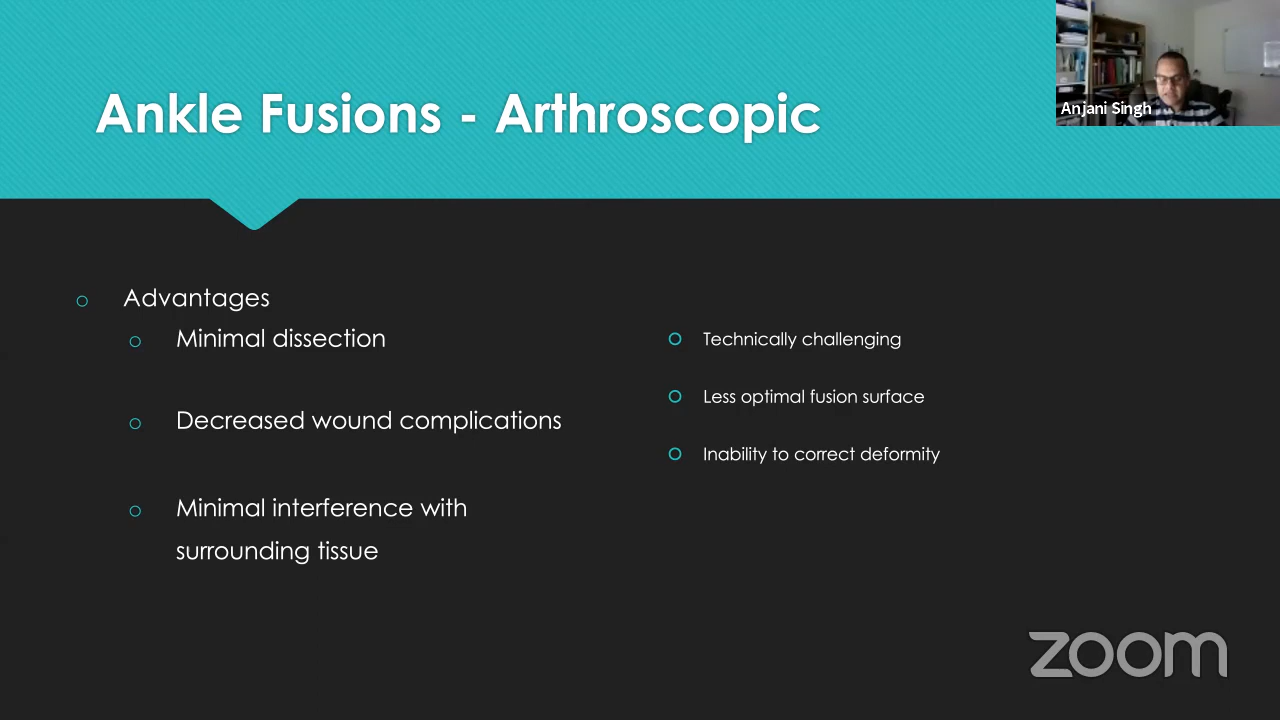 Ankle Fusions - Arthroscopic
Anjani Singh
Advantages
Minimal dissection
Decreased wound complications
Minimal interference with
surrounding tissue
Technically challenging
Less optimal fusion surface
Inability to correct deformity
zoom